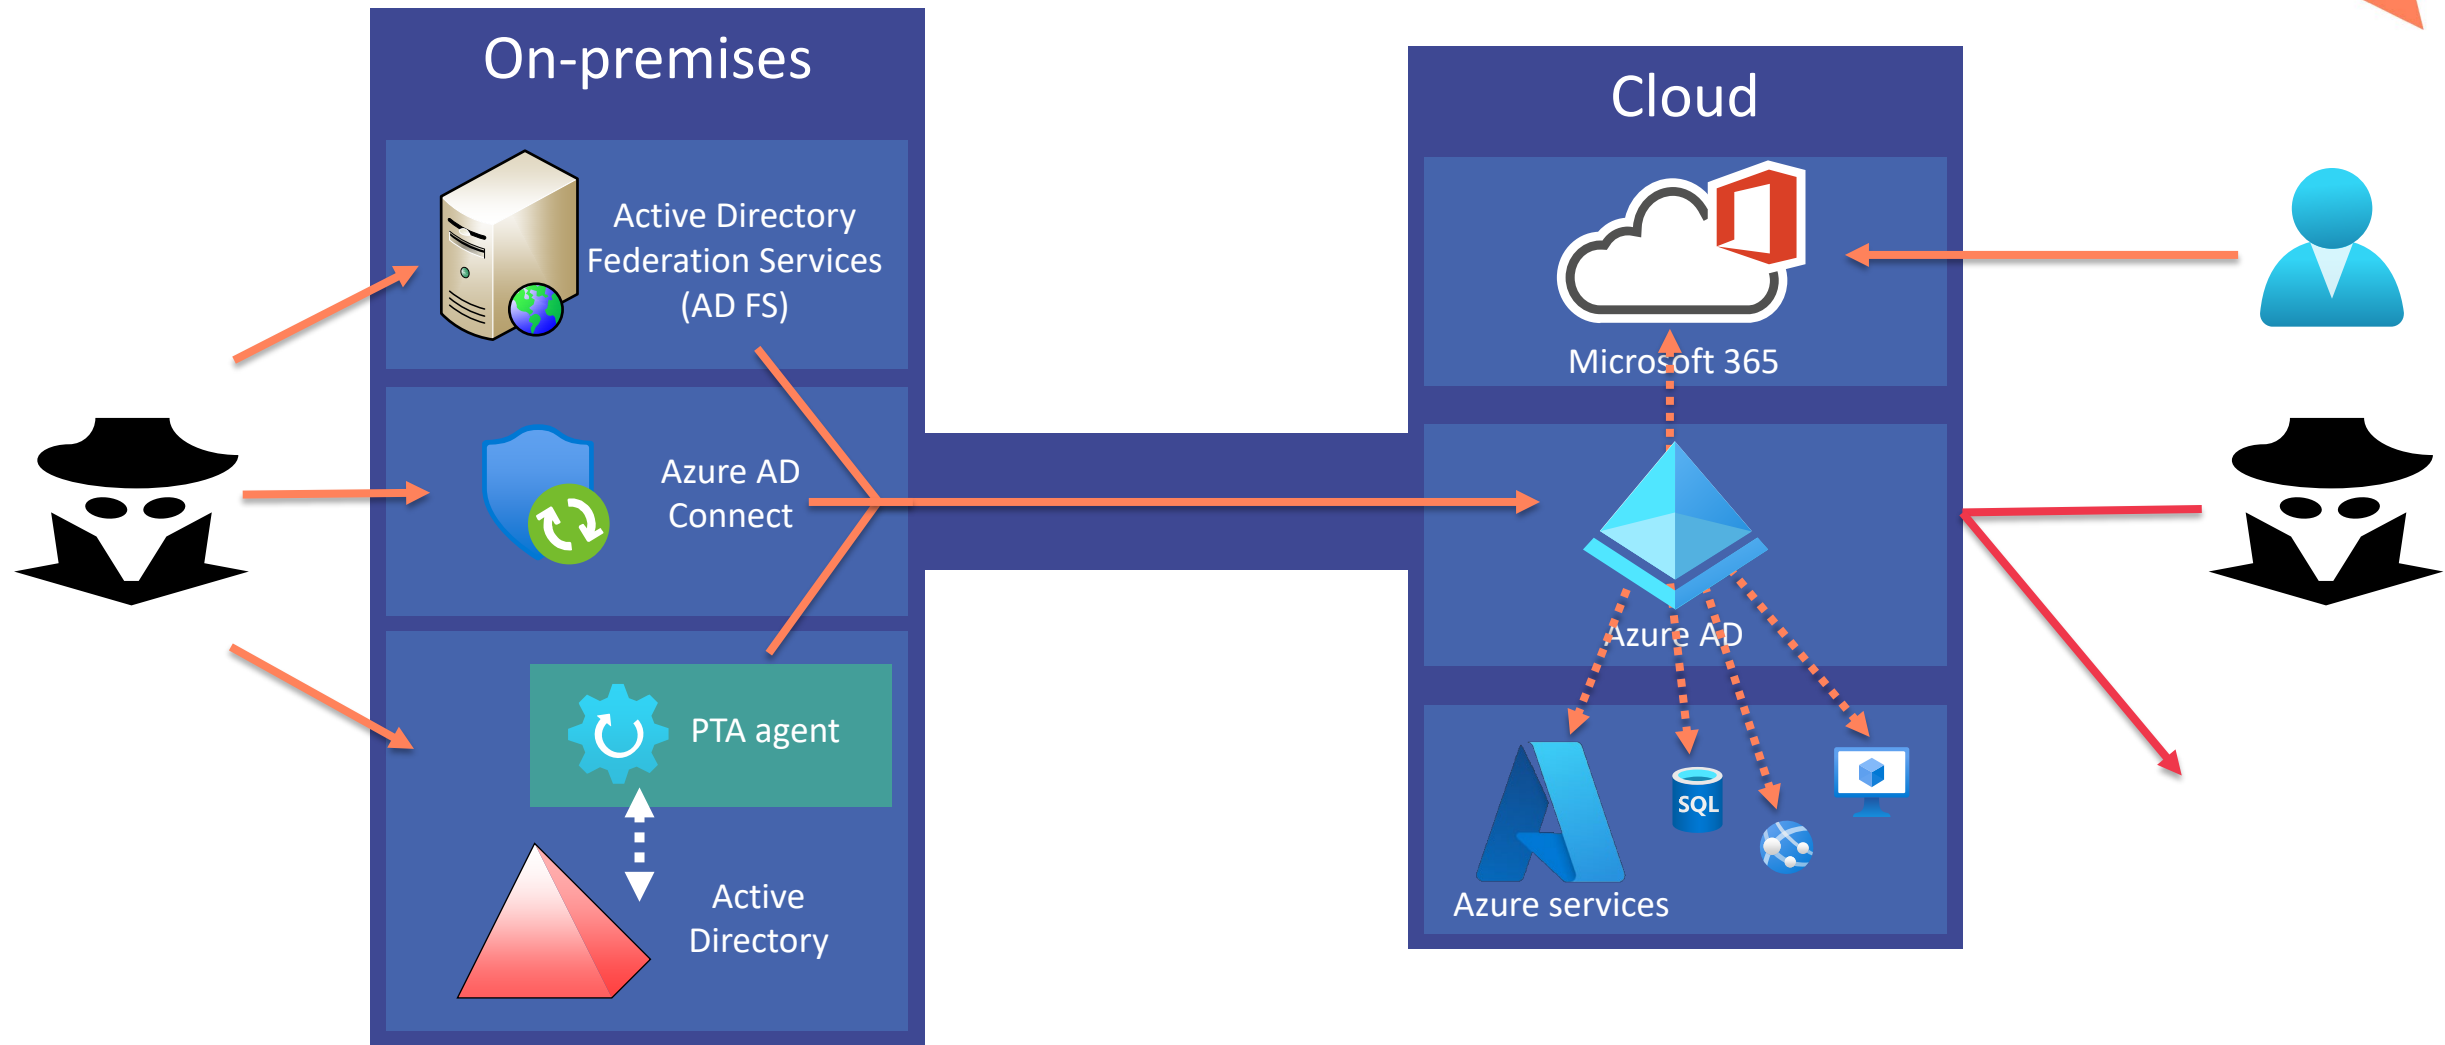 On-premises
Active Directory
Federation Services
(AD FS)
Azure AD
Connect
PTA agent
Active
Directory
Cloud
Microsoft 365
Azure AD
SQL
Azure services